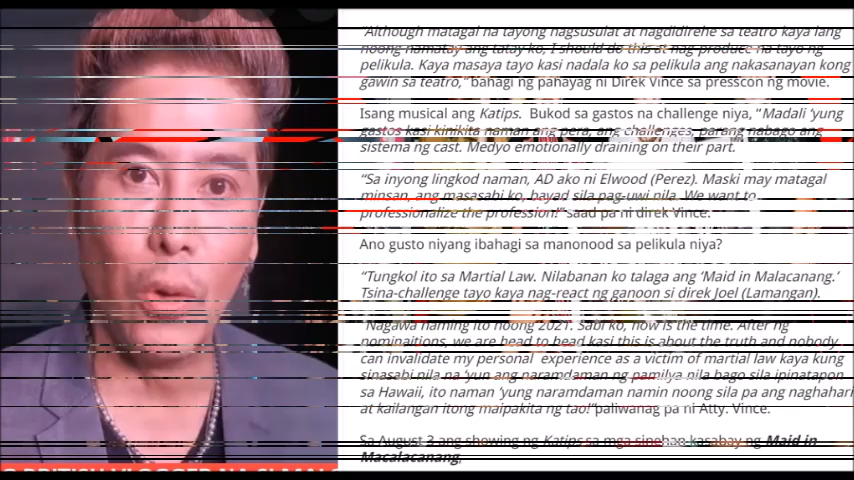 "Although matagal na tayong nagsusulat at nagdidirehe sa teatro kaya lang
noong namatay ang tatay ko, I should do this at nag-produce na tayo ng
pelikula. Kaya masaya tayo kasi nadala ko sa pelikula ang nakasanayan kong
gawin sa teatro," bahagi ng pahayag ni Direk Vince sa presscon ng movie.
Isang musical ang Katips. Bukod sa gastos na challenge niya, "Madali 'yung
gastos kasi kinikita naman ang pera, ang challenges, parang nabago ang
sistema ng cast. Medyo emotionally draining on their part."
"Sa inyong lingkod naman, AD ako ni Elwood (Perez). Maski may matagal
minsan, ang masasabi ko, bayad sila pag-uwi nila. We want to
professionalize the profession!" saad pa ni direk Vince.
Ano gusto niyang ibahagi sa manonood sa pelikula niya?
"Tungkol ito sa Martial Law. Nilabanan ko talaga ang 'Maid in Malacanang.'
Tsina-challenge tayo kaya nag-react ng ganoon si direk Joel (Lamangan).
"Nagawa naming ito noong 2021. Sabi ko, now is the time. After ng
nominaitions, we are head to head kasi this is about the truth and nobody
can invalidate my personal experience as a victim of martial law kaya kung
sinasabi nila na 'yun ang naramdaman ng pamilya nila bago sila ipinatapon
sa Hawaii, ito naman 'yung naramdaman namin noong sila pa ang naghahari
at kailangan itong maipakita ng tao!"paliwanag pa ni Atty. Vince.
Sa August 3 ang showing ng Katips sa mga sinehan kasabay ng Maid in
Macalacanang,